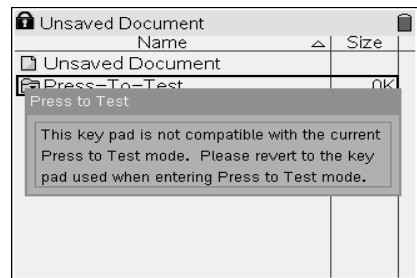 Unsaved Document
Name Size
Unsaved Document
Press-To-Test 0K
Press to Test
This key pad is not compatible with the current
Press to Test mode. Please revert to the key
pad used when entering Press to Test mode.